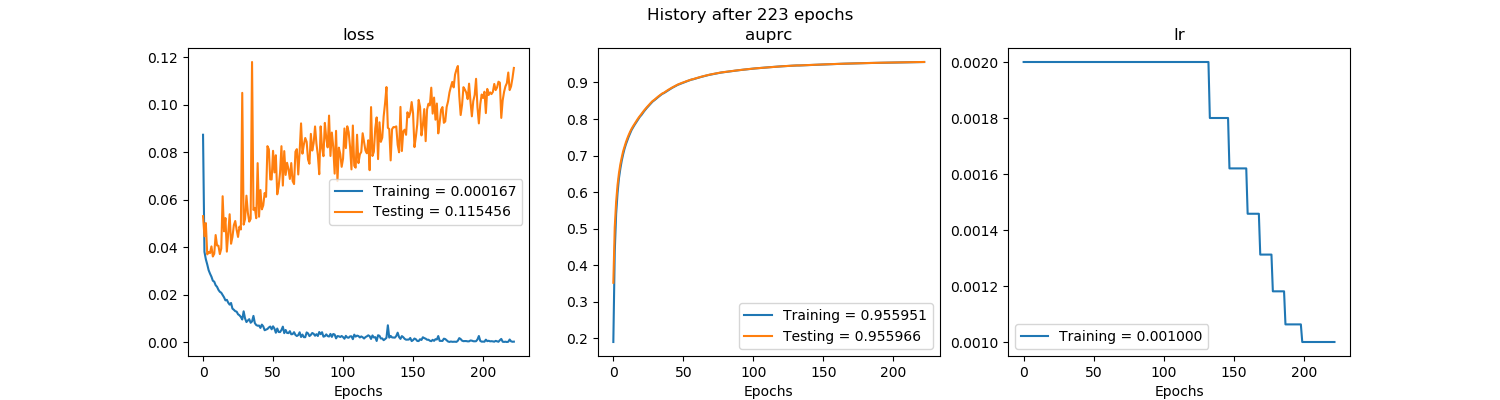 History after 223 epochs
loss
0.12
0.10
0.08
0.06
0.04
0.02
0.00
Training = 0.000167
Testing = 0.115456
0 50 100 150 200
Epochs
auprc
0.9
0.8
0.7
0.6
0.5
0.4
0.3
0.2
Training = 0.955951
Testing = 0.955966
0 50 100 150 200
Epochs
lr
0.0020
0.0018
0.0016
0.0014
0.0012
0.0010
Training = 0.001000
0 50 100 150 200
Epochs